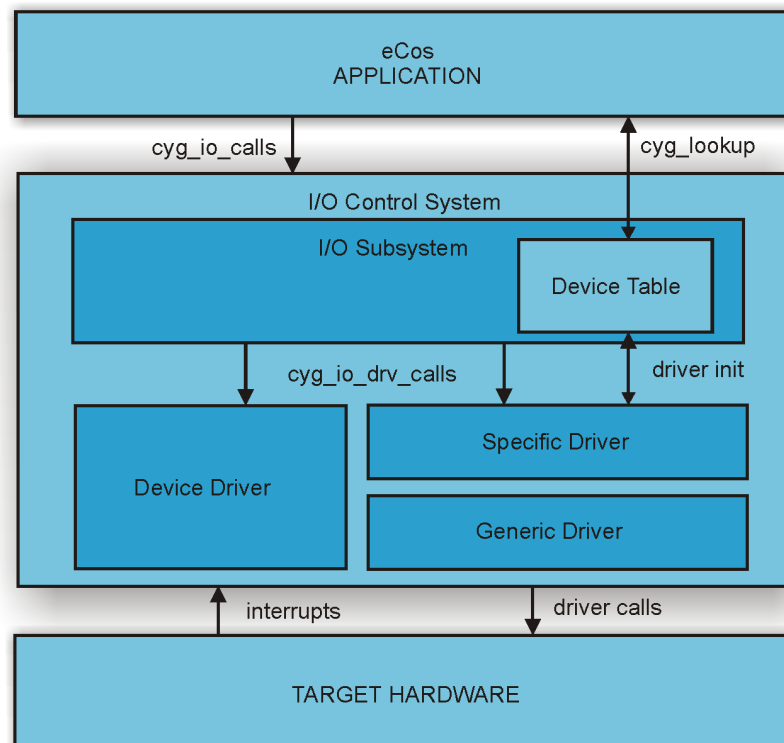 eCos
APPLICATION
cyg_io_calls
cyg_lookup
I/O Control System
I/O Subsystem
Device Table
cyg_io_drv_calls
driver init
Device Driver
Specific Driver
Generic Driver
interrupts
driver calls
TARGET HARDWARE